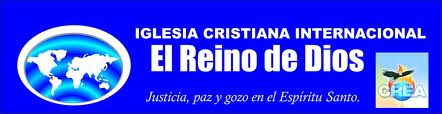 IGLESIA CRISTIANA INTERNACIONAL
El Reino de Dios
Justicia, paz y gozo en el Espíritu Santo.
CREA